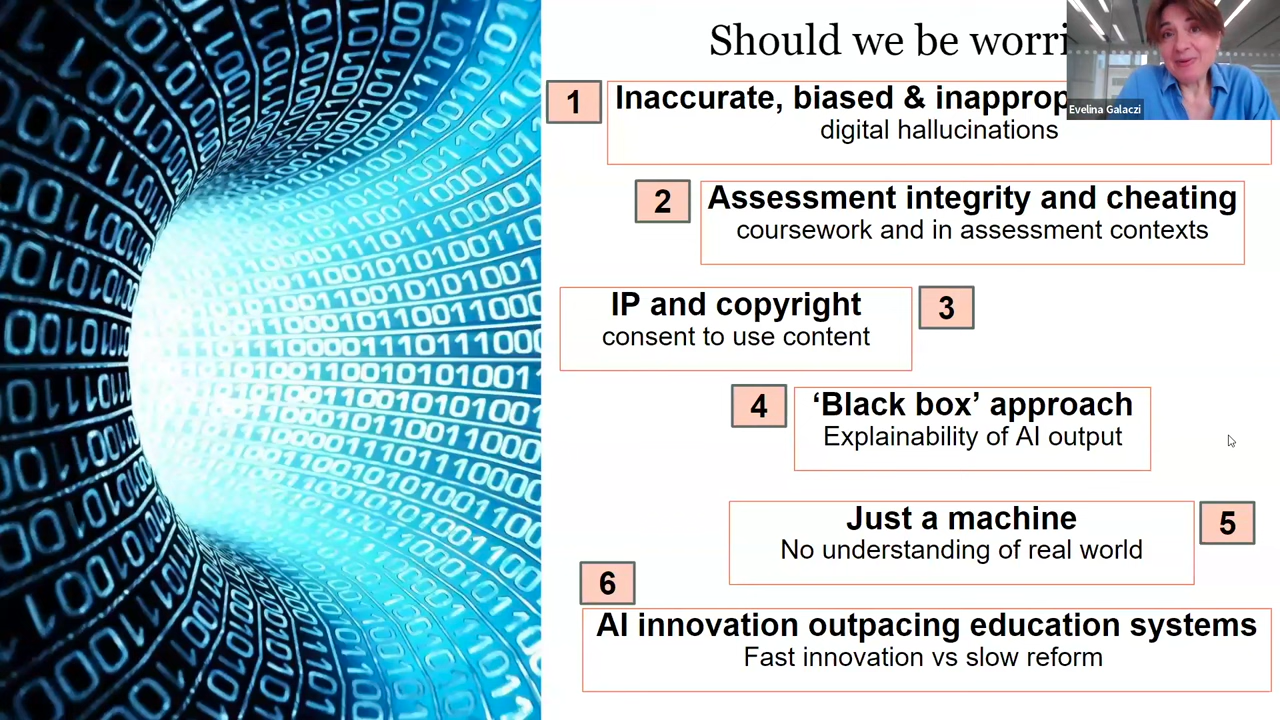 Should we be worri
Evelina Galaczi
1
Inaccurate, biased & inapprop
digital hallucinations
2
Assessment integrity and cheating
coursework and in assessment contexts
IP and copyright
consent to use content
3
4
‘Black box’ approach
Explainability of AI output
Just a machine
No understanding of real world
5
6
AI innovation outpacing education systems
Fast innovation vs slow reform